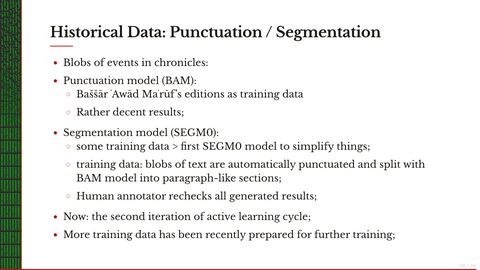 Historical Data: Punctuation / Segmentation
• Blobs of events in chronicles:
• Punctuation model (BAM):
○ Baššār ʿAwād Maʿrūf’s editions as training data
○ Rather decent results;
• Segmentation model (SEGM0):
○ some training data > first SEGM0 model to simplify things;
○ training data: blobs of text are automatically punctuated and split with
BAM model into paragraph-like sections;
○ Human annotator rechecks all generated results;
• Now: the second iteration of active learning cycle;
• More training data has been recently prepared for further training;